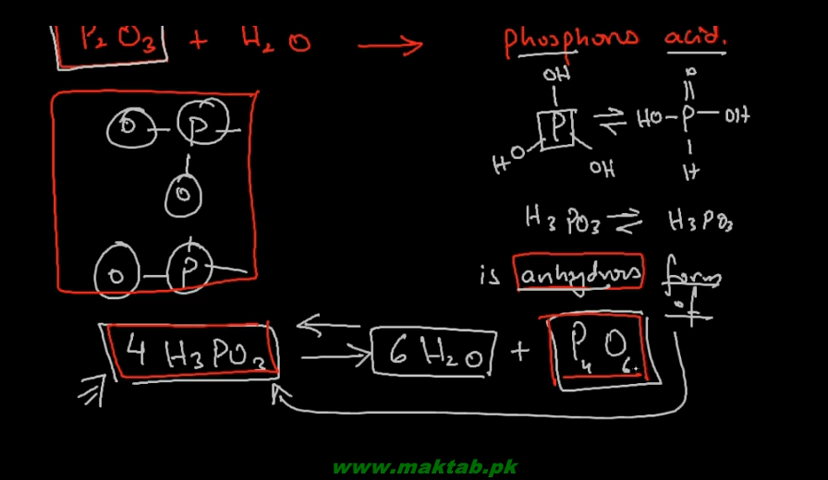 P₂O₃ + H₂O → phosphorus acid.
OH O
O P P ⇌ HO-P-OH
HO OH H
O
H₃PO₃ ⇌ H₃PO₃
O P is anhydrous form
of
4 H₃PO₃ ⇌ 6 H₂O + P₄O₆.
www.maktab.pk